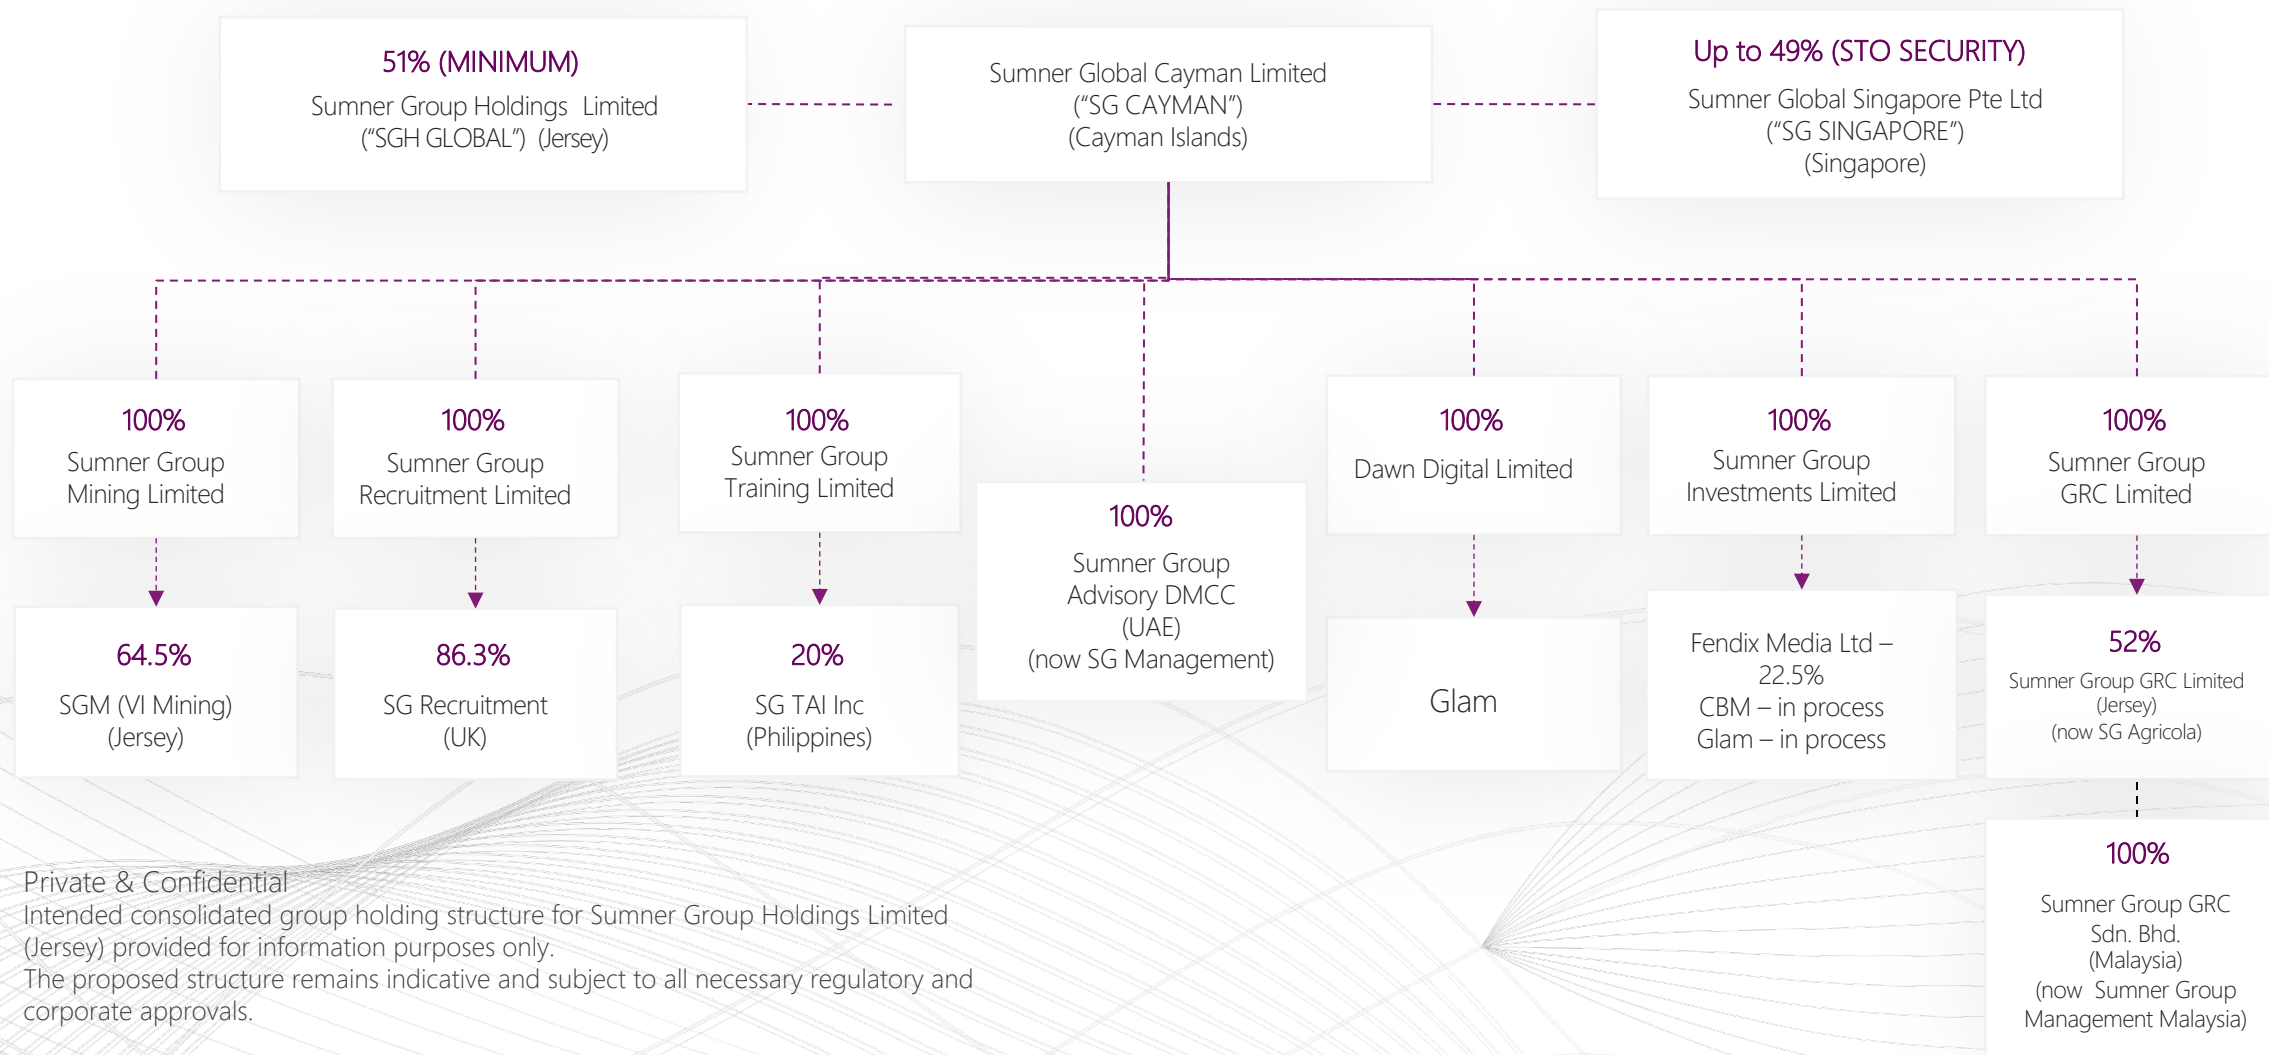 51% (MINIMUM)
Sumner Group Holdings Limited
(“SGH GLOBAL”) (Jersey)
Sumner Global Cayman Limited
(“SG CAYMAN”)
(Cayman Islands)
Up to 49% (STO SECURITY)
Sumner Global Singapore Pte Ltd
(“SG SINGAPORE”)
(Singapore)
100%
Sumner Group
Mining Limited
100%
Sumner Group
Recruitment Limited
100%
Sumner Group
Training Limited
100%
Sumner Group
Advisory DMCC
(UAE)
(now SG Management)
100%
Dawn Digital Limited
100%
Sumner Group
Investments Limited
100%
Sumner Group
GRC Limited
64.5%
SGM (VI Mining)
(Jersey)
86.3%
SG Recruitment
(UK)
20%
SG TAI Inc
(Philippines)
Glam
Fendix Media Ltd –
22.5%
CBM – in process
Glam – in process
52%
Sumner Group GRC Limited
(Jersey)
(now SG Agricola)
100%
Sumner Group GRC
Sdn. Bhd.
(Malaysia)
(now Sumner Group
Management Malaysia)
Private & Confidential
Intended consolidated group holding structure for Sumner Group Holdings Limited
(Jersey) provided for information purposes only.
The proposed structure remains indicative and subject to all necessary regulatory and
corporate approvals.